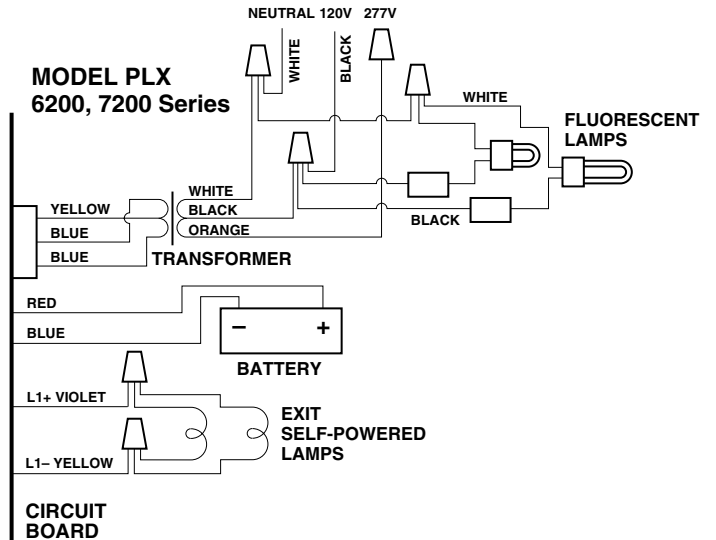 NEUTRAL 120V 277V
WHITE
BLACK
MODEL PLX
6200, 7200 Series
WHITE
FLUORESCENT
LAMPS
WHITE
YELLOW
BLACK
BLUE
ORANGE
BLACK
BLUE
TRANSFORMER
RED
BLUE
– +
BATTERY
L1+ VIOLET
EXIT
SELF-POWERED
LAMPS
L1– YELLOW
CIRCUIT
BOARD